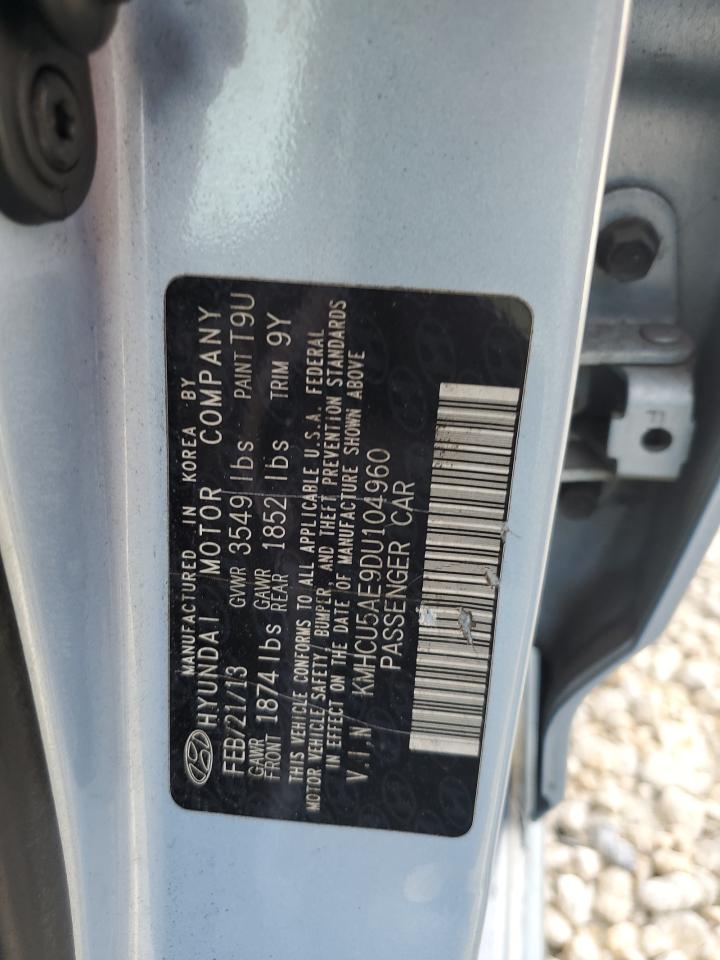 MANUFACTURED IN KOREA BY
HYUNDAI MOTOR COMPANY
FEB/21/13 GVWR 3549 lbs PAINT T9U
GAWR FRONT 1874 lbs GAWR REAR 1852 lbs TRIM 9Y
THIS VEHICLE CONFORMS TO ALL APPLICABLE U.S.A. FEDERAL
MOTOR VEHICLE SAFETY, BUMPER, AND THEFT PREVENTION STANDARDS
IN EFFECT ON THE DATE OF MANUFACTURE SHOWN ABOVE
V.I.N KMHCU5AE9DU104960
PASSENGER CAR
F